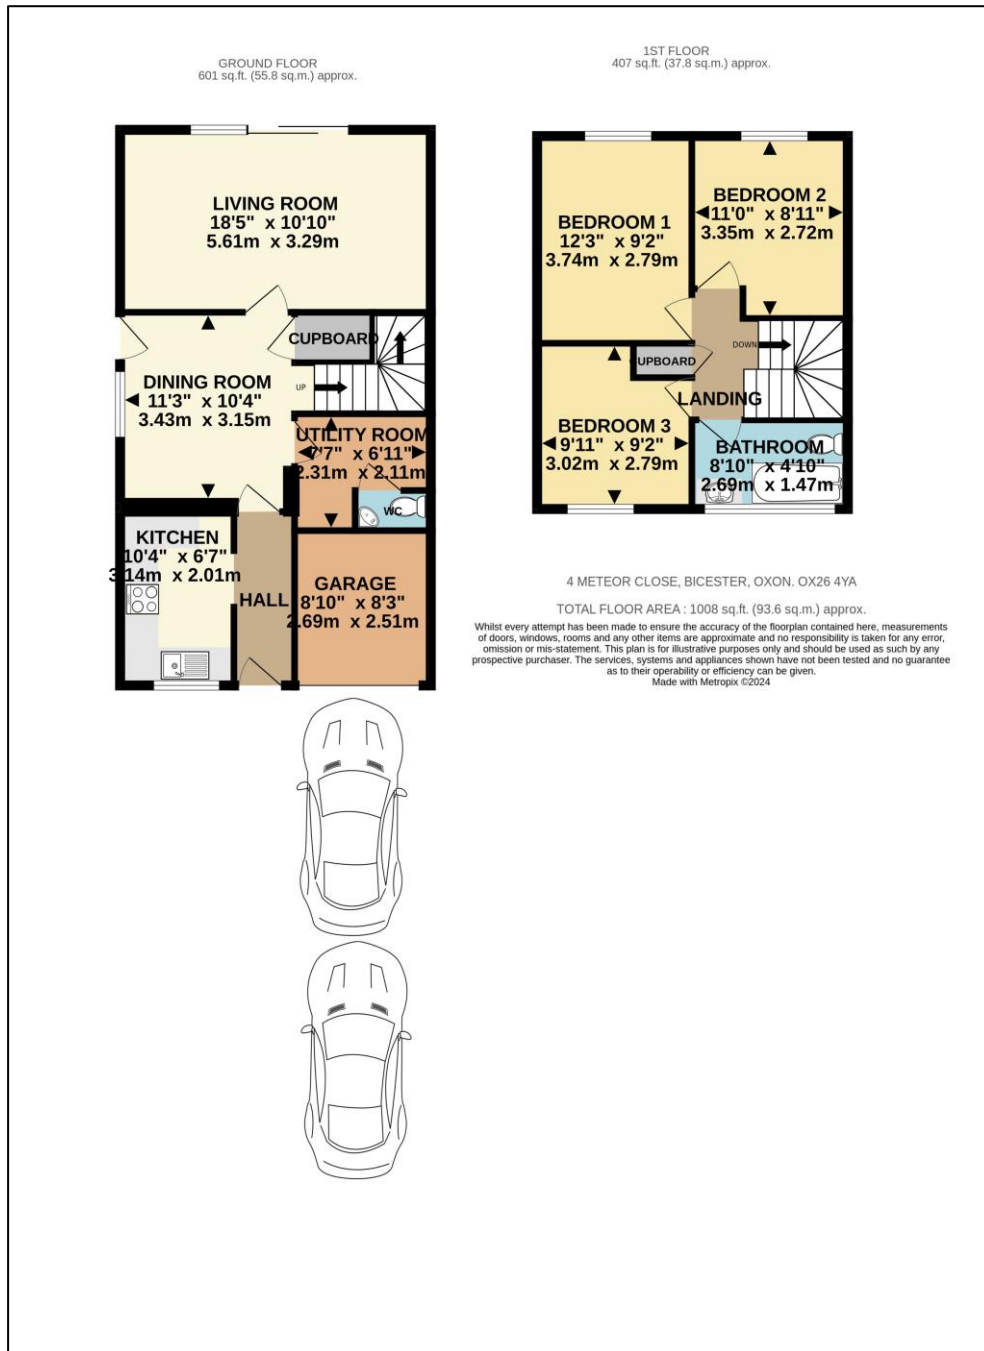 GROUND FLOOR
601 sq.ft. (55.8 sq.m.) approx.
LIVING ROOM
18'5" x 10'10"
5.61m x 3.29m
CUPBOARD
UP
DINING ROOM
11'3" x 10'4"
3.43m x 3.15m
UTILITY ROOM
7'7" x 6'11"
2.31m x 2.11m
WC
KITCHEN
10'4" x 6'7"
3.14m x 2.01m
HALL
GARAGE
8'10" x 8'3"
2.69m x 2.51m
1ST FLOOR
407 sq.ft. (37.8 sq.m.) approx.
BEDROOM 1
12'3" x 9'2"
3.74m x 2.79m
BEDROOM 2
11'0" x 8'11"
3.35m x 2.72m
DOWN
CUPBOARD
LANDING
BEDROOM 3
9'11" x 9'2"
3.02m x 2.79m
BATHROOM
8'10" x 4'10"
2.69m x 1.47m
4 METEOR CLOSE, BICESTER, OXON. OX26 4YA
TOTAL FLOOR AREA : 1008 sq.ft. (93.6 sq.m.) approx.
Whilst every attempt has been made to ensure the accuracy of the floorplan contained here, measurements
of doors, windows, rooms and any other items are approximate and no responsibility is taken for any error,
omission or mis-statement. This plan is for illustrative purposes only and should be used as such by any
prospective purchaser. The services, systems and appliances shown have not been tested and no guarantee
as to their operability or efficiency can be given.
Made with Metropix ©2024